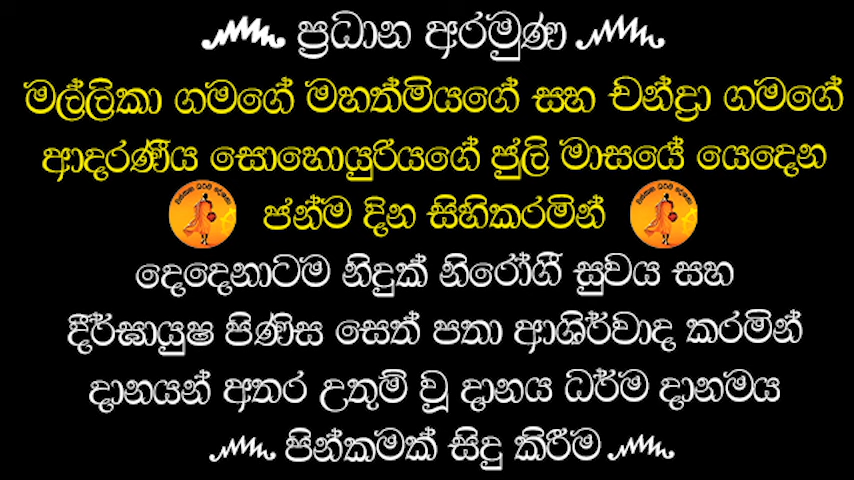 ප්‍රධාන අරමුණ
මල්ලිකා ගමගේ මහත්මියගේ සහ චන්ද්‍රා ගමගේ
ආදරණීය සොහොයුරියගේ ජුලි මාසයේ යෙදෙන
ජන්ම දින සිහිකරමින්
දෙදෙනාටම නිදුක් නිරෝගී සුවය සහ
දීර්ඝායුෂ පිණිස සෙත් පතා ආශිර්වාද කරමින්
දානයන් අතර උතුම් වූ දානය ධර්ම දානමය
පින්කමක් සිදු කිරීම